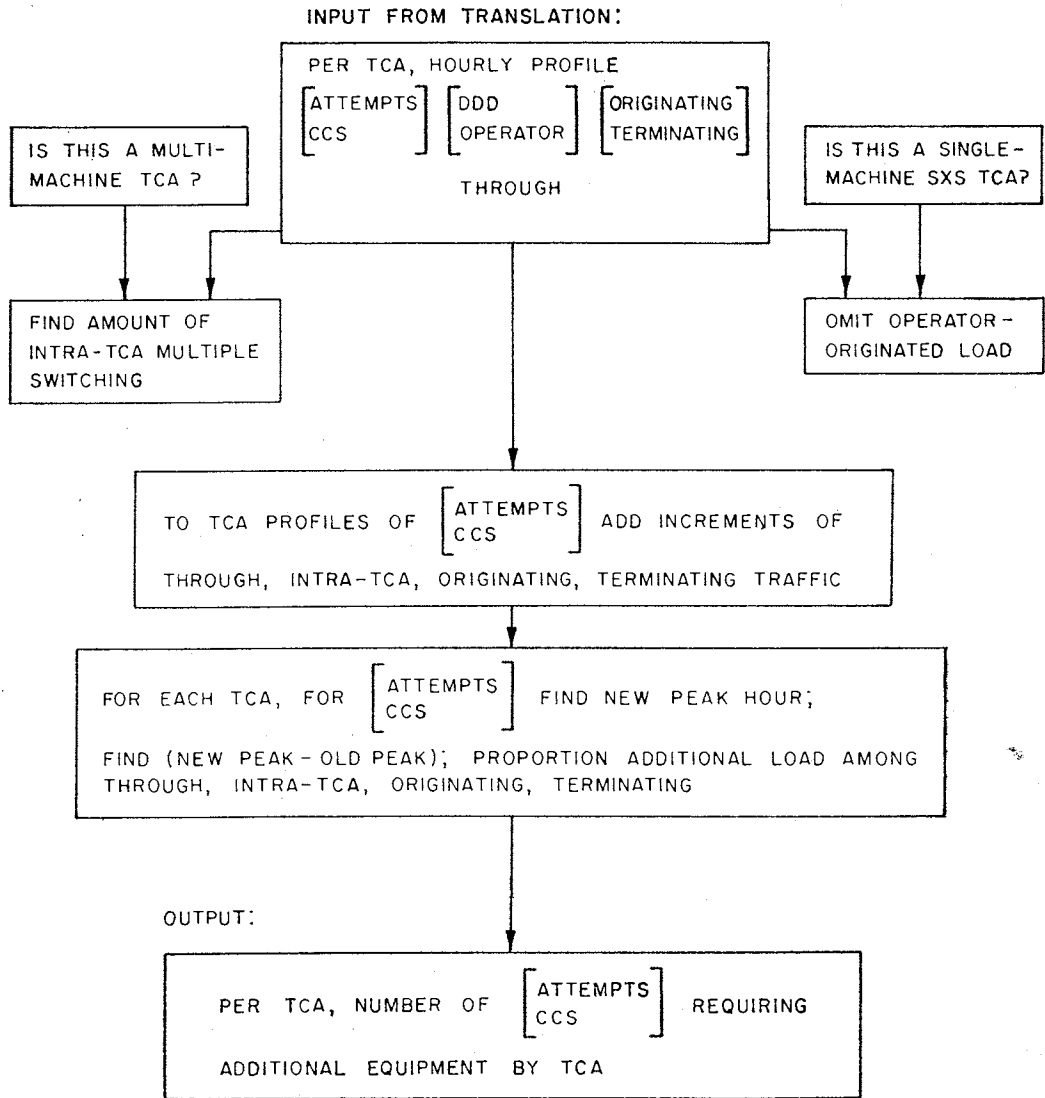 INPUT FROM TRANSLATION:
PER TCA, HOURLY PROFILE
[ATTEMPTS CCS] [DDD OPERATOR] [ORIGINATING TERMINATING]
THROUGH
IS THIS A MULTI-
MACHINE TCA?
IS THIS A SINGLE-
MACHINE SXS TCA?
FIND AMOUNT OF
INTRA-TCA MULTIPLE
SWITCHING
OMIT OPERATOR-
ORIGINATED LOAD
TO TCA PROFILES OF [ATTEMPTS CCS] ADD INCREMENTS OF
THROUGH, INTRA-TCA, ORIGINATING, TERMINATING TRAFFIC
FOR EACH TCA, FOR [ATTEMPTS CCS] FIND NEW PEAK HOUR;
FIND (NEW PEAK-OLD PEAK); PROPORTION ADDITIONAL LOAD AMONG
THROUGH, INTRA-TCA, ORIGINATING, TERMINATING
OUTPUT:
PER TCA, NUMBER OF [ATTEMPTS CCS] REQUIRING
ADDITIONAL EQUIPMENT BY TCA